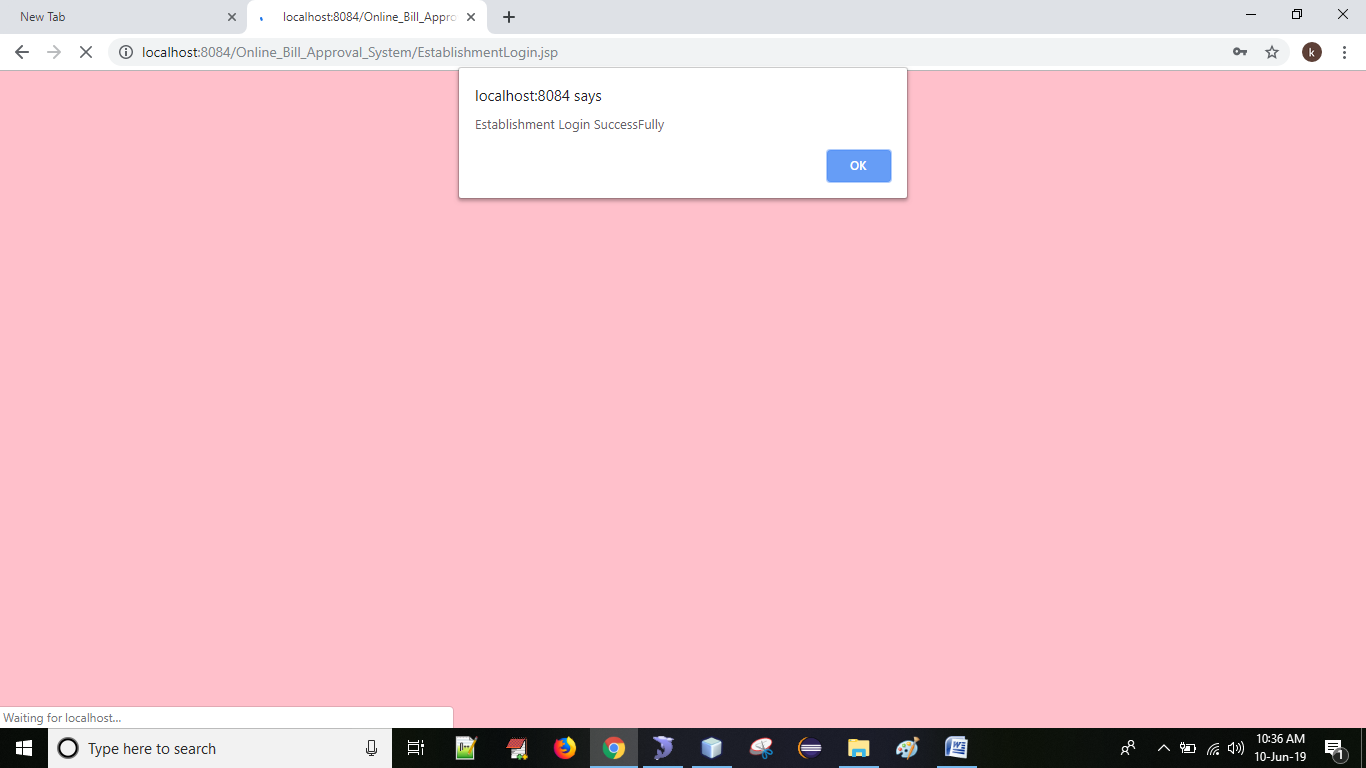 New Tab
localhost:8084/Online_Bill_Appro
localhost:8084/Online_Bill_Approval_System/EstablishmentLogin.jsp
k
localhost:8084 says
Establishment Login SuccessFully
OK
Waiting for localhost...
Type here to search
10:36 AM
10-Jun-19
1